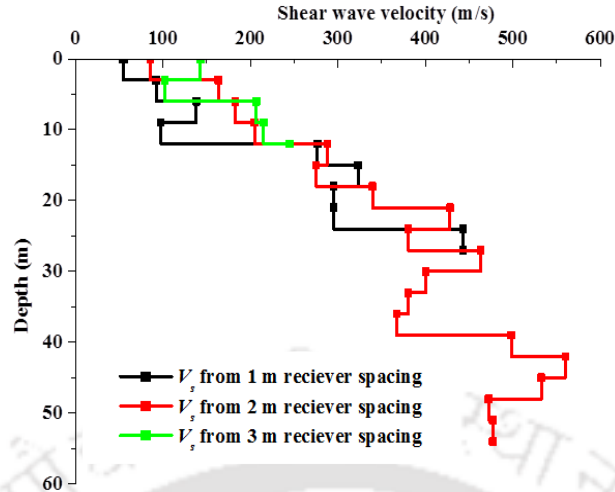 Shear wave velocity (m/s)
0 100 200 300 400 500 600
0
10
20
30
40
50
60
Depth (m)
Vs from 1 m reciever spacing
Vs from 2 m reciever spacing
Vs from 3 m reciever spacing